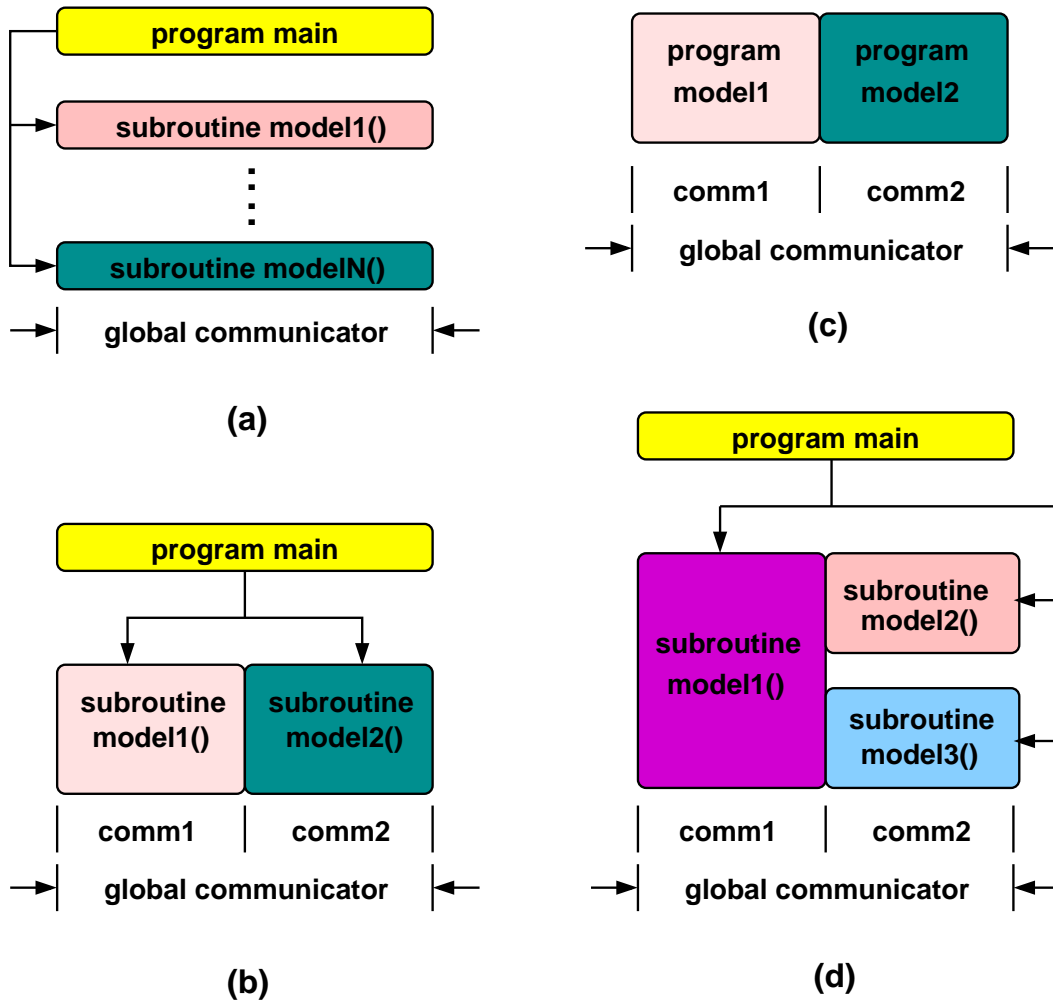 program main
subroutine model1()
subroutine modelN()
global communicator
(a)
program main
subroutine
model1()
subroutine
model2()
comm1
comm2
global communicator
(b)
program
model1
program
model2
comm1
comm2
global communicator
(c)
program main
subroutine
model1()
subroutine
model2()
subroutine
model3()
comm1
comm2
global communicator
(d)